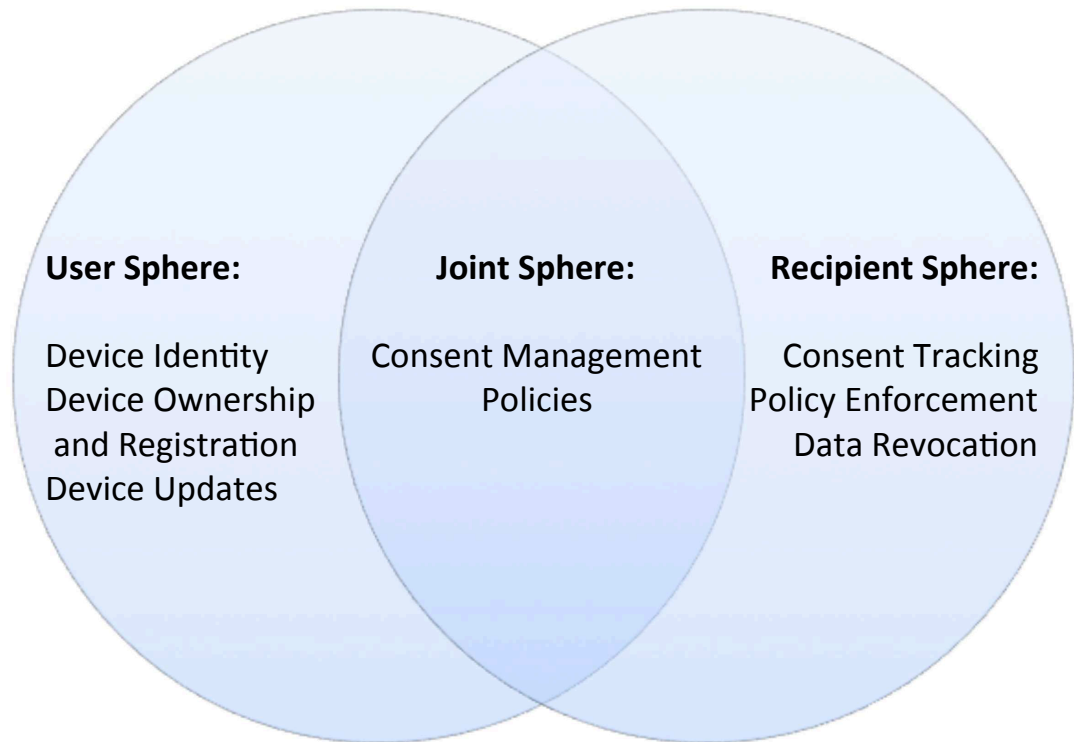 User Sphere:
Device Identity
Device Ownership
and Registration
Device Updates
Joint Sphere:
Consent Management
Policies
Recipient Sphere:
Consent Tracking
Policy Enforcement
Data Revocation